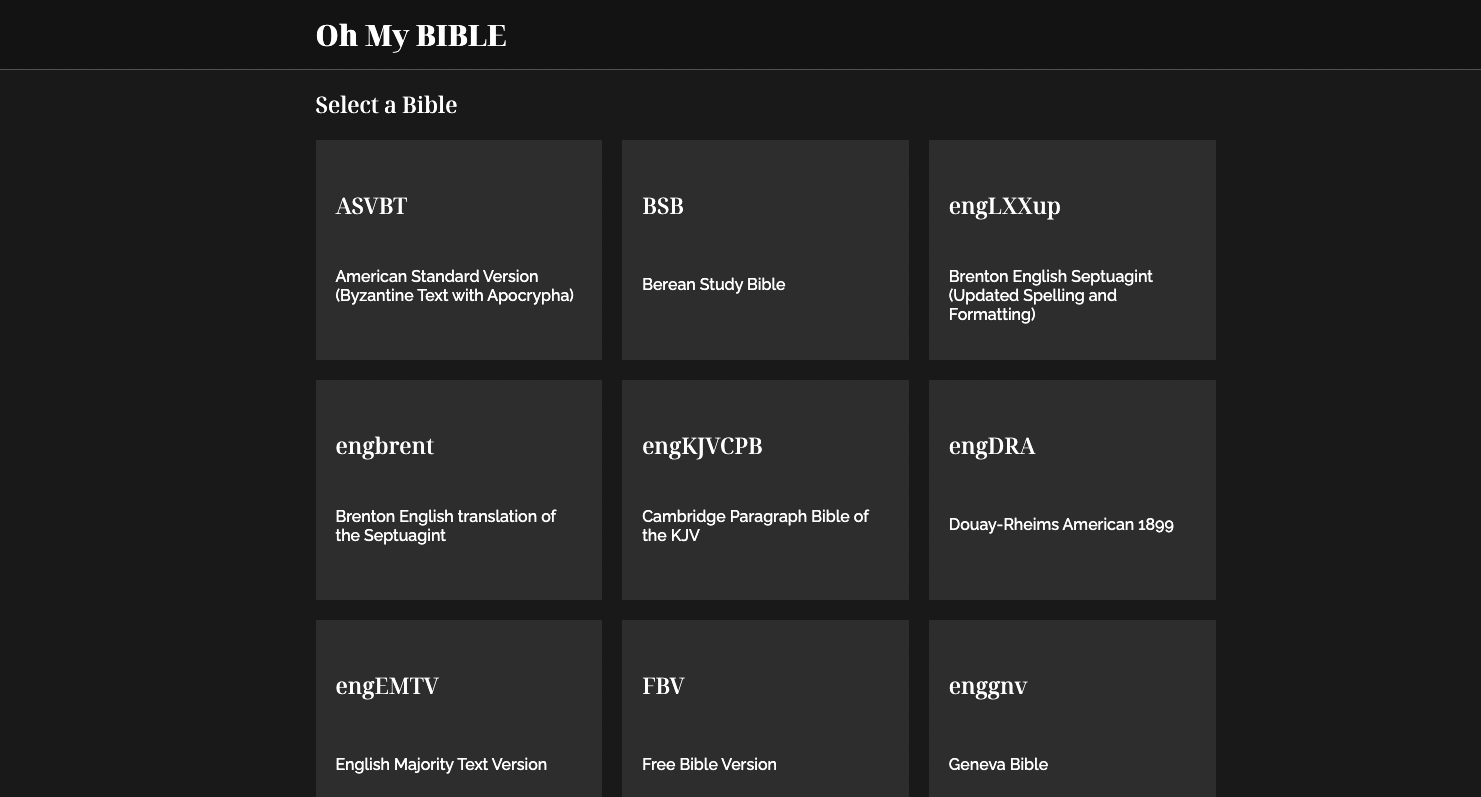 Oh My BIBLE
Select a Bible
ASVBT
American Standard Version
(Byzantine Text with Apocrypha)
BSB
Berean Study Bible
engLXXup
Brenton English Septuagint
(Updated Spelling and
Formatting)
engbrent
Brenton English translation of
the Septuagint
engKJVCPB
Cambridge Paragraph Bible of
the KJV
engDRA
Douay-Rheims American 1899
engEMTV
English Majority Text Version
FBV
Free Bible Version
enggnv
Geneva Bible